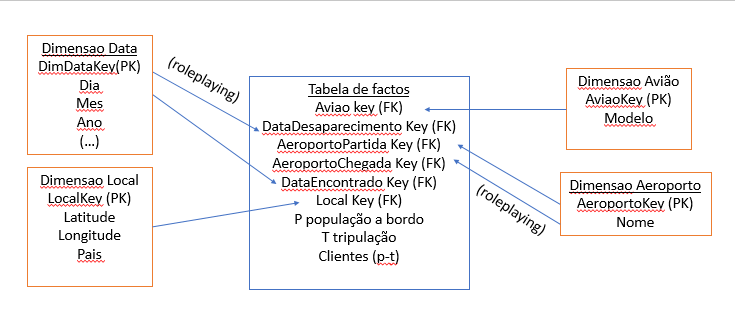 Dimensao Data
DimDataKey(PK)
Dia
Mes
Ano
(...)
(roleplaying)
Dimensao Local
LocalKey (PK)
Latitude
Longitude
Pais
Tabela de factos
Aviao key (FK)
DataDesaparecimento Key (FK)
AeroportoPartida Key (FK)
AeroportoChegada Key (FK)
DataEncontrado Key (FK)
Local Key (FK)
P população a bordo
T tripulação
Clientes (p-t)
Dimensao Avião
AviaoKey (PK)
Modelo
(roleplaying)
Dimensao Aeroporto
AeroportoKey (PK)
Nome